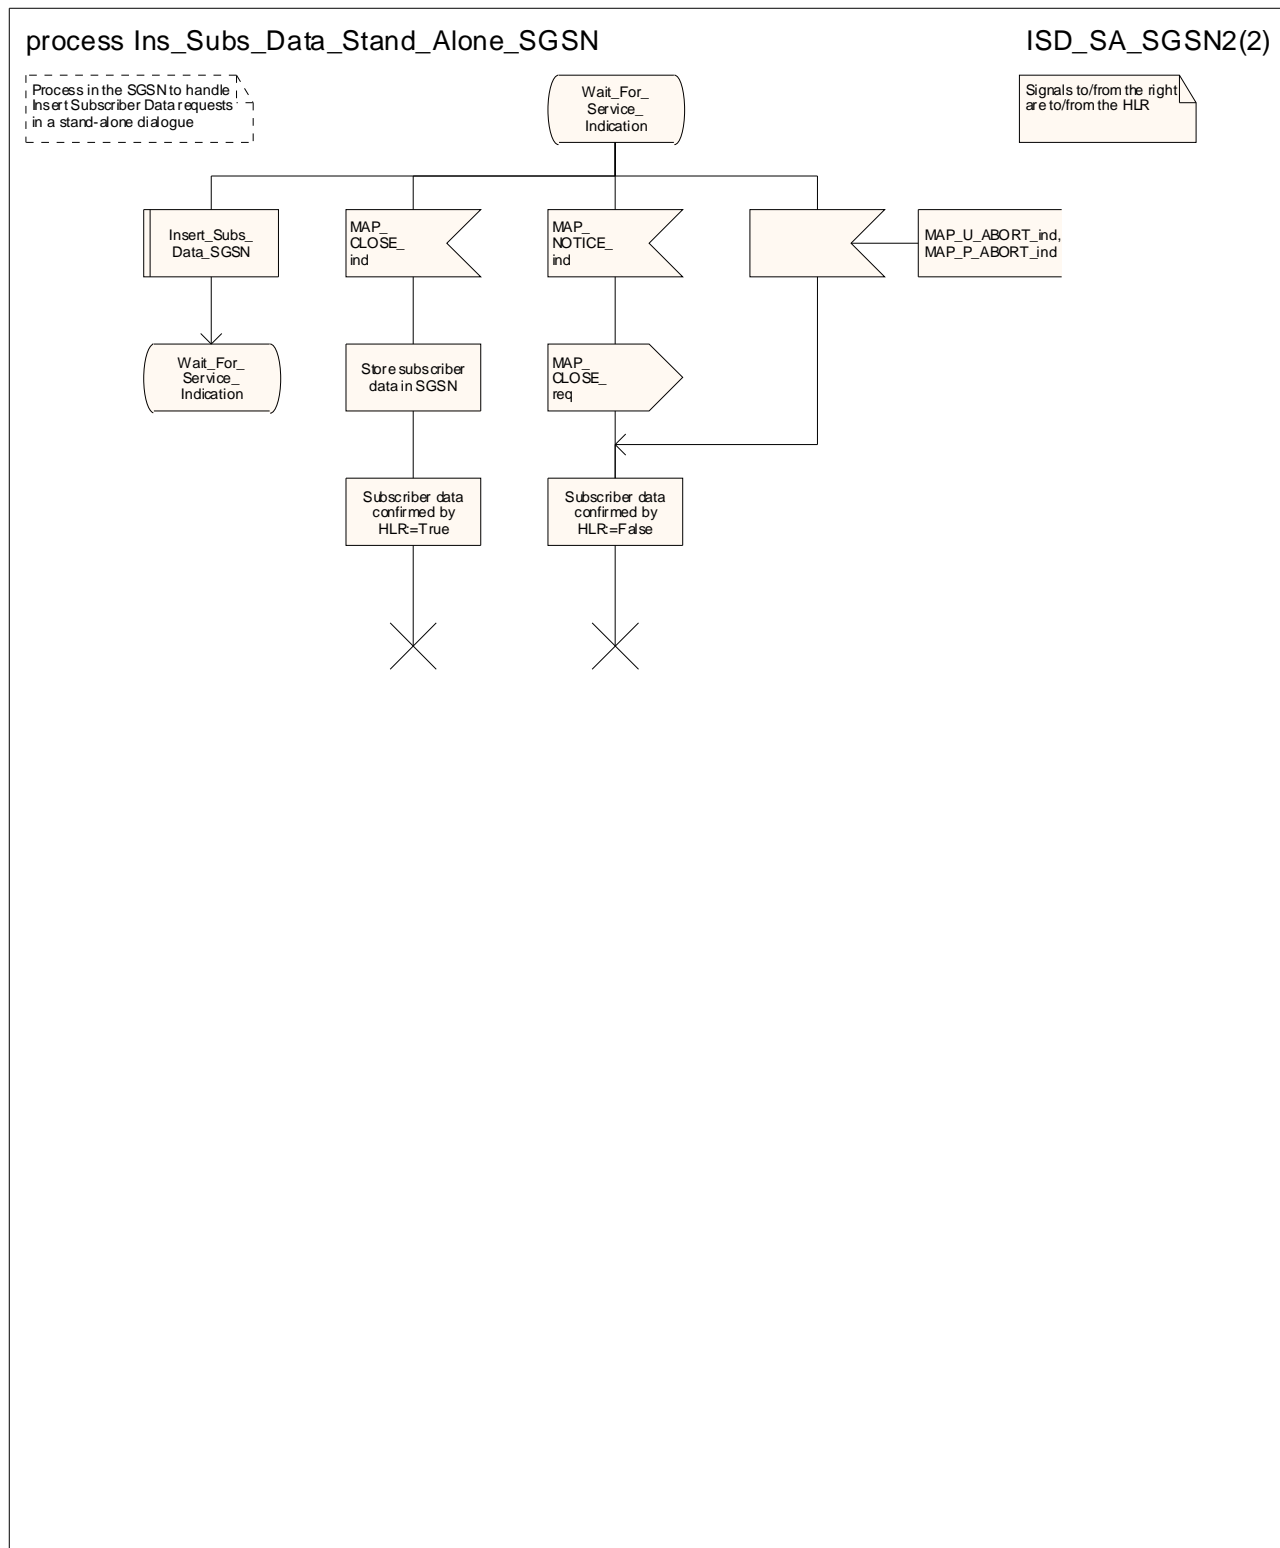 process Ins_Subs_Data_Stand_Alone_SGSN
ISD_SA_SGSN2(2)
Process in the SGSN to handle
Insert Subscriber Data requests
in a stand-alone dialogue
Wait_For_
Service_
Indication
Signals to/from the right
are to/from the HLR
Insert_Subs_
Data_SGSN
MAP_
CLOSE_
ind
MAP_
NOTICE_
ind
MAP_U_ABORT_ind,
MAP_P_ABORT_ind
Wait_For_
Service_
Indication
Store subscriber
data in SGSN
MAP_
CLOSE_
req
Subscriber data
confirmed by
HLR:=True
Subscriber data
confirmed by
HLR:=False